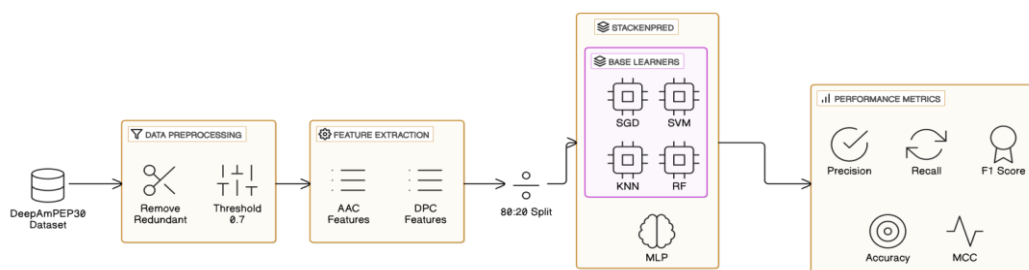 DeepAmPEP30
Dataset
DATA PREPROCESSING
Remove
Redundant
Threshold
0.7
FEATURE EXTRACTION
AAC
Features
DPC
Features
80:20 Split
STACKENPRED
BASE LEARNERS
SGD
SVM
KNN
RF
MLP
PERFORMANCE METRICS
Precision
Recall
F1 Score
Accuracy
MCC